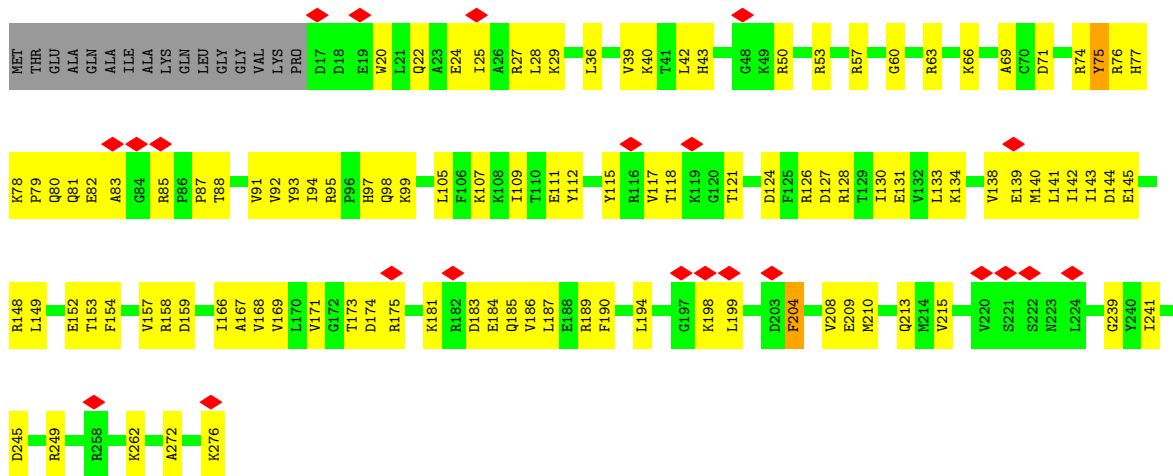 MET THR GLU ALA GLN ALA ILE ALA LYS GLN LEU GLY GLY VAL LYS PRO D17 D18 E19 W20 L21 Q22 A23 E24 I25 A26 R27 L28 K29 L36 V39 K40 T41 L42 H43 G48 K49 R50 R53 R57 G60 R63 K66 A69 C70 D71 R74 Y75 R76 H77
K78 P79 Q80 Q81 E82 A83 G84 R85 P86 P87 T88 V91 V92 Y93 I94 R95 P96 H97 Q98 K99 L105 F106 K107 K108 I109 T110 E111 Y112 Y115 R116 V117 T118 K119 G120 T121 D124 F125 R126 D127 R128 T129 I130 E131 V132 L133 K134 V138 E139 M140 L141 I142 I143 D144 E145
R148 L149 E152 T153 F154 V157 R158 D159 I166 A167 V168 V169 L170 V171 G172 T173 D174 R175 K181 R182 D183 E184 Q185 V186 L187 E188 R189 F190 L194 G197 K198 L199 D203 F204 V208 E209 M210 Q213 M214 V215 V220 S221 S222 N223 L224 G239 Y240 I241
D245 R249 R258 K262 A272 K276